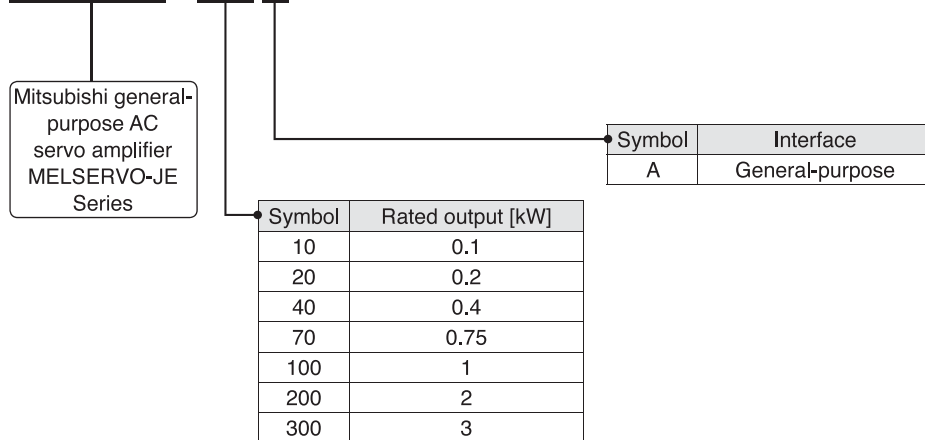 Mitsubishi general-
purpose AC
servo amplifier
MELSERVO-JE
Series
Symbol Interface
A General-purpose
Symbol Rated output [kW]
10 0.1
20 0.2
40 0.4
70 0.75
100 1
200 2
300 3